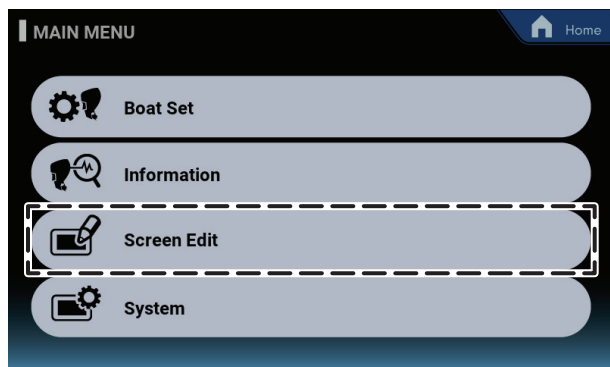 MAIN MENU
Home
Boat Set
Information
Screen Edit
System